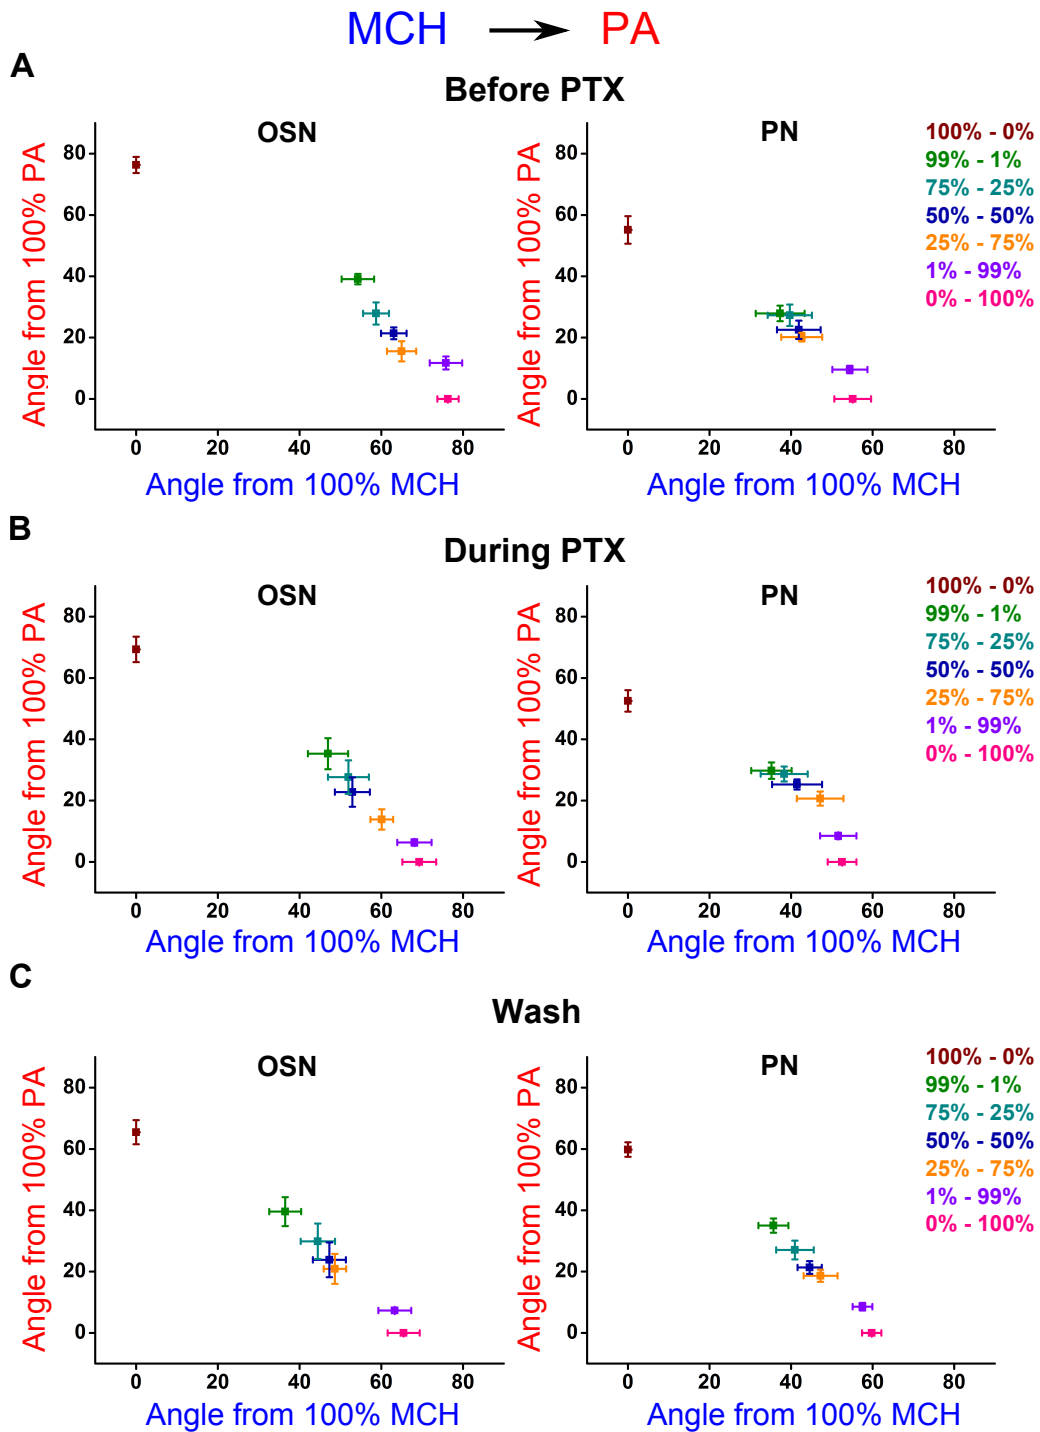 MCH → PA
A
Before PTX
OSN
PN
Angle from 100% PA
80
60
40
20
0
0 20 40 60 80
Angle from 100% MCH
Angle from 100% PA
80
60
40
20
0
0 20 40 60 80
Angle from 100% MCH
100% - 0%
99% - 1%
75% - 25%
50% - 50%
25% - 75%
1% - 99%
0% - 100%
B
During PTX
OSN
PN
Angle from 100% PA
80
60
40
20
0
0 20 40 60 80
Angle from 100% MCH
Angle from 100% PA
80
60
40
20
0
0 20 40 60 80
Angle from 100% MCH
100% - 0%
99% - 1%
75% - 25%
50% - 50%
25% - 75%
1% - 99%
0% - 100%
C
Wash
OSN
PN
Angle from 100% PA
80
60
40
20
0
0 20 40 60 80
Angle from 100% MCH
Angle from 100% PA
80
60
40
20
0
0 20 40 60 80
Angle from 100% MCH
100% - 0%
99% - 1%
75% - 25%
50% - 50%
25% - 75%
1% - 99%
0% - 100%